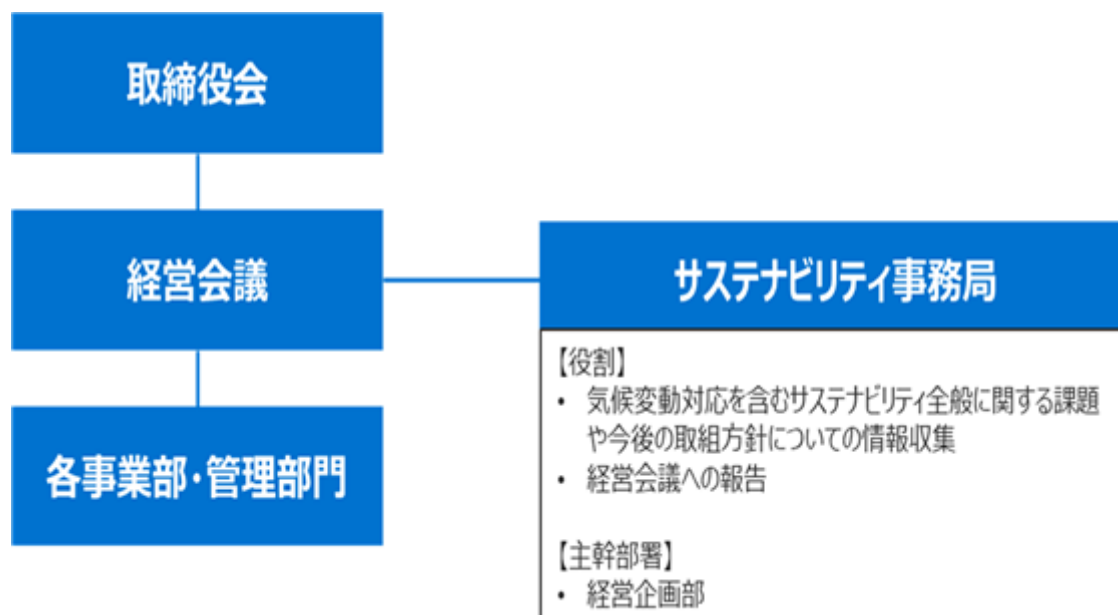 取締役会
経営会議
サステナビリティ事務局
【役割】
• 気候変動対応を含むサステナビリティ全般に関する課題
や今後の取組方針についての情報収集
• 経営会議への報告
【主幹部署】
• 経営企画部
各事業部・管理部門